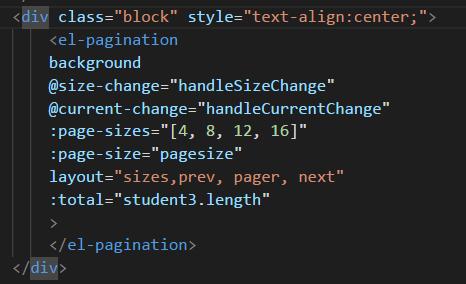 <div class="block" style="text-align:center;">
<el-pagination
background
@size-change="handleSizeChange"
@current-change="handleCurrentChange"
:page-sizes="[4, 8, 12, 16]"
:page-size="pagesize"
layout="sizes,prev, pager, next"
:total="student3.length"
>
</el-pagination>
</div>